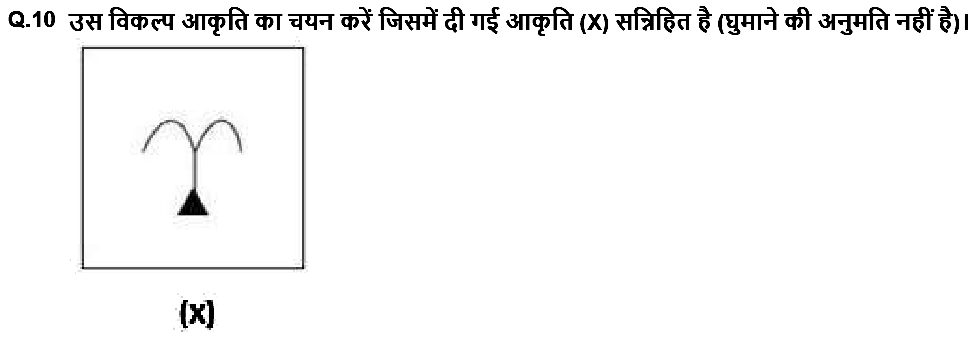 Q.10 उस विकल्प आकृति का चयन करें जिसमें दी गई आकृति (X) सन्निहित है (घुमाने की अनुमति नहीं है)।
(X)